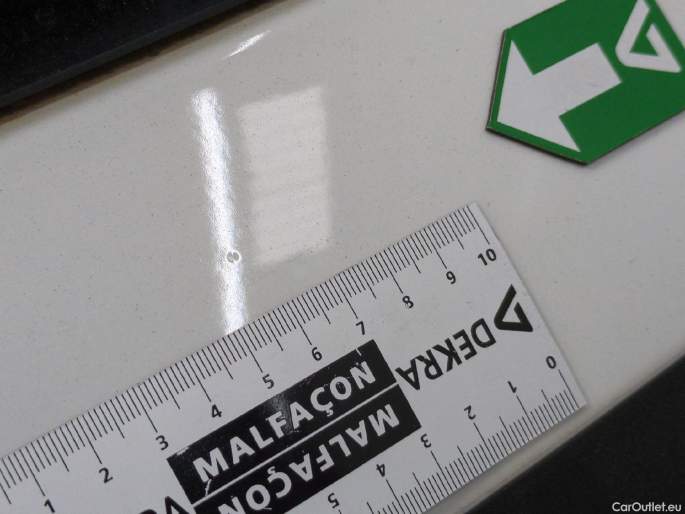 1 2 3 4 5 6 7 8 9 10
MALFAÇON
DEKRA
MALFAÇON
0 1 2 3 4 5
CarOutlet.eu